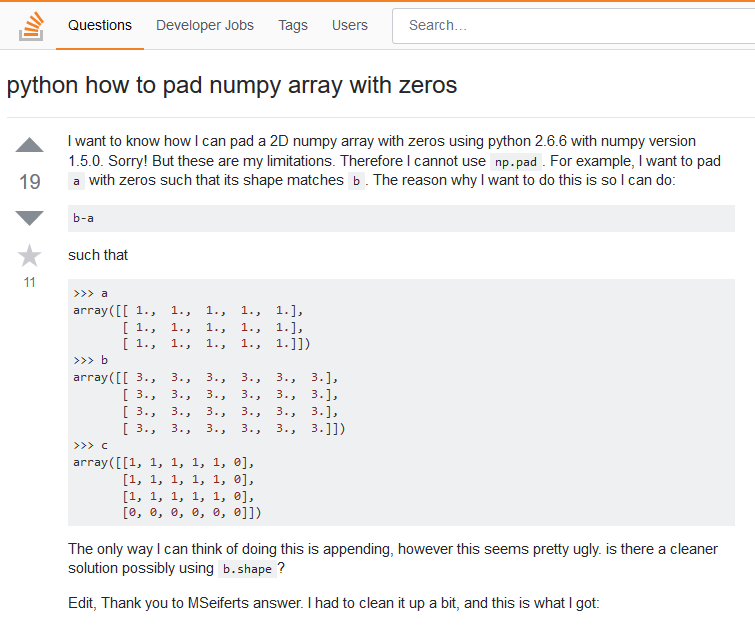 Questions Developer Jobs Tags Users Search...
python how to pad numpy array with zeros
I want to know how I can pad a 2D numpy array with zeros using python 2.6.6 with numpy version
1.5.0. Sorry! But these are my limitations. Therefore I cannot use np.pad . For example, I want to pad
19
a with zeros such that its shape matches b . The reason why I want to do this is so I can do:
b-a
such that
11
>>> a
array([[ 1., 1., 1., 1., 1.],
[ 1., 1., 1., 1., 1.],
[ 1., 1., 1., 1., 1.]])
>>> b
array([[ 3., 3., 3., 3., 3., 3.],
[ 3., 3., 3., 3., 3., 3.],
[ 3., 3., 3., 3., 3., 3.],
[ 3., 3., 3., 3., 3., 3.]])
>>> c
array([[1, 1, 1, 1, 1, 0],
[1, 1, 1, 1, 1, 0],
[1, 1, 1, 1, 1, 0],
[0, 0, 0, 0, 0, 0]])
The only way I can think of doing this is appending, however this seems pretty ugly. is there a cleaner
solution possibly using b.shape ?
Edit, Thank you to MSeiferts answer. I had to clean it up a bit, and this is what I got: